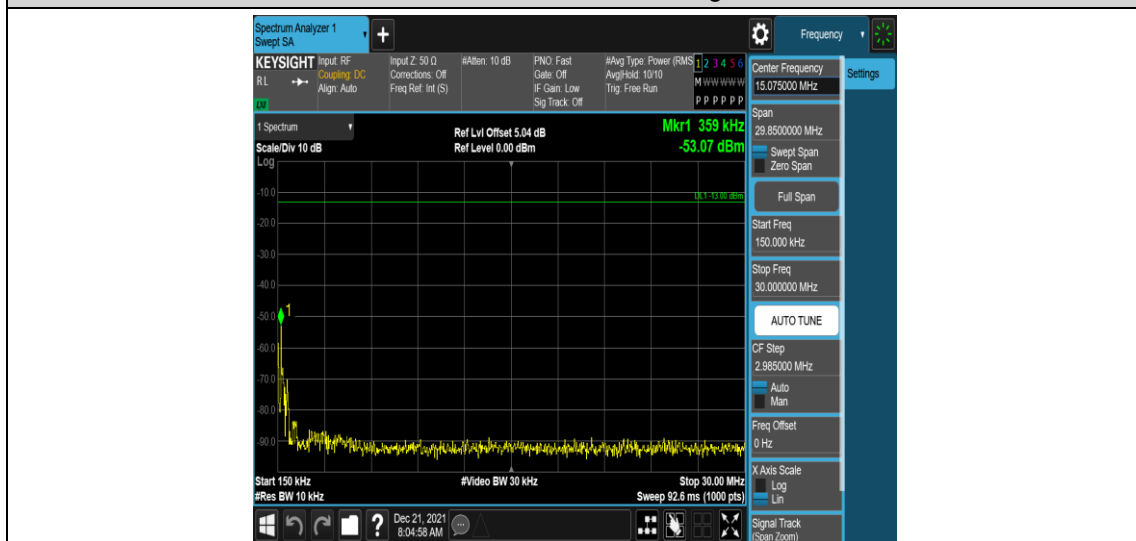 Spectrum Analyzer 1
Swept SA
Frequency
KEYSIGHT
RL
LXI
Input: RF
Coupling: DC
Align: Auto
Input Z: 50 Ω
Corrections: Off
Freq Ref: Int (S)
#Atten: 10 dB
PNO: Fast
Gate: Off
IF Gain: Low
Sig Track: Off
#Avg Type: Power (RMS
Avg|Hold: 10/10
Trig: Free Run
1 2 3 4 5 6
M W W W W W
P P P P P P
1 Spectrum
Scale/Div 10 dB
Log
Ref Lvl Offset 5.04 dB
Ref Level 0.00 dBm
Mkr1 359 kHz
-53.07 dBm
DL1 -13.00 dBm
-10.0
-20.0
-30.0
-40.0
-50.0
-60.0
-70.0
-80.0
-90.0
1
Start 150 kHz
#Res BW 10 kHz
#Video BW 30 kHz
Stop 30.00 MHz
Sweep 92.6 ms (1000 pts)
Center Frequency
15.075000 MHz
Settings
Span
29.8500000 MHz
Swept Span
Zero Span
Full Span
Start Freq
150.000 kHz
Stop Freq
30.000000 MHz
AUTO TUNE
CF Step
2.985000 MHz
Auto
Man
Freq Offset
0 Hz
X Axis Scale
Log
Lin
Signal Track
(Span Zoom)
?
Dec 21, 2021
8:04:58 AM